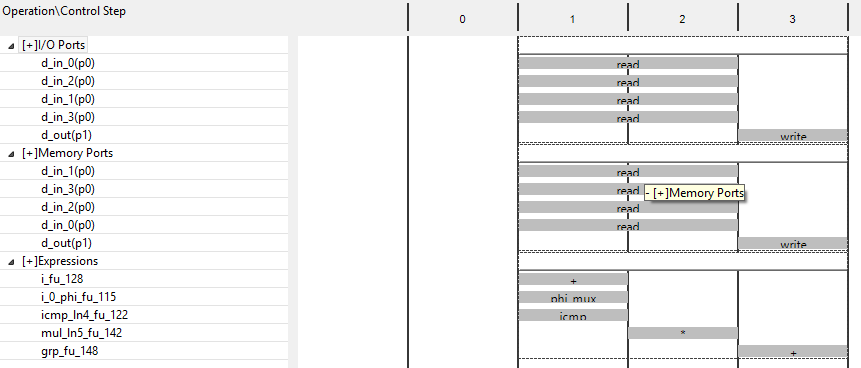 Operation\Control Step 0 1 2 3
[+]I/O Ports
d_in_0(p0) read
d_in_2(p0) read
d_in_1(p0) read
d_in_3(p0) read
d_out(p1) write
[+]Memory Ports
d_in_1(p0) read
d_in_3(p0) read - [+]Memory Ports
d_in_2(p0) read
d_in_0(p0) read
d_out(p1) write
[+]Expressions
i_fu_128 +
i_0_phi_fu_115 phi_mux
icmp_ln4_fu_122 icmp
mul_ln5_fu_142 *
grp_fu_148 +